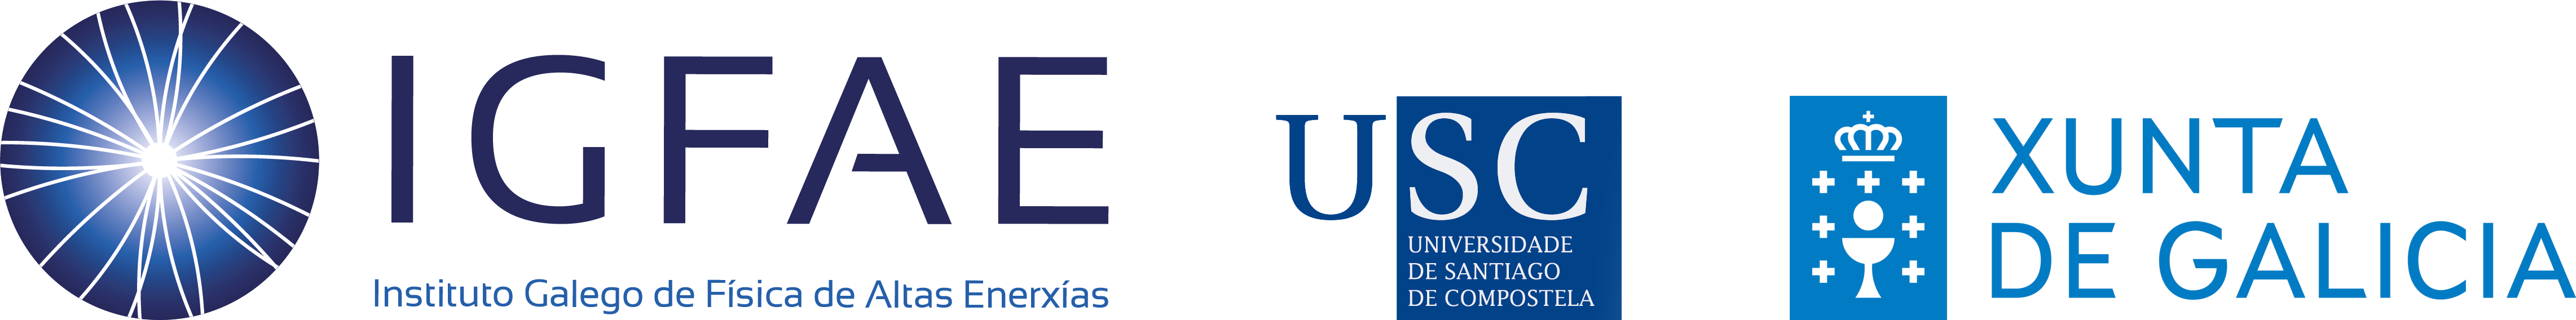 IGFAE
Instituto Galego de Física de Altas Enerxías
USC
UNIVERSIDADE
DE SANTIAGO
DE COMPOSTELA
XUNTA
DE GALICIA